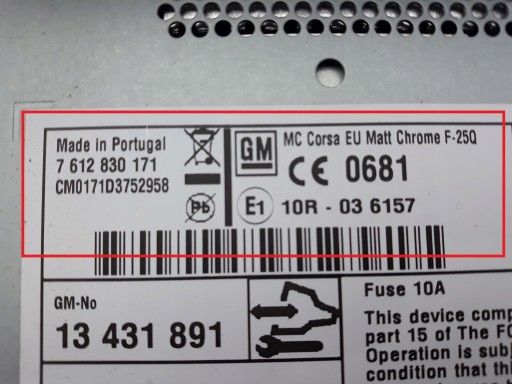 Made in Portugal
7 612 830 171
CM0171D3752958
Pb
GM
MC Corsa EU Matt Chrome F-25Q
CE 0681
E1 10R - 03 6157
GM-No
13 431 891
Fuse 10A
This device comp
part 15 of The FC
Operation is subj
condition that thi